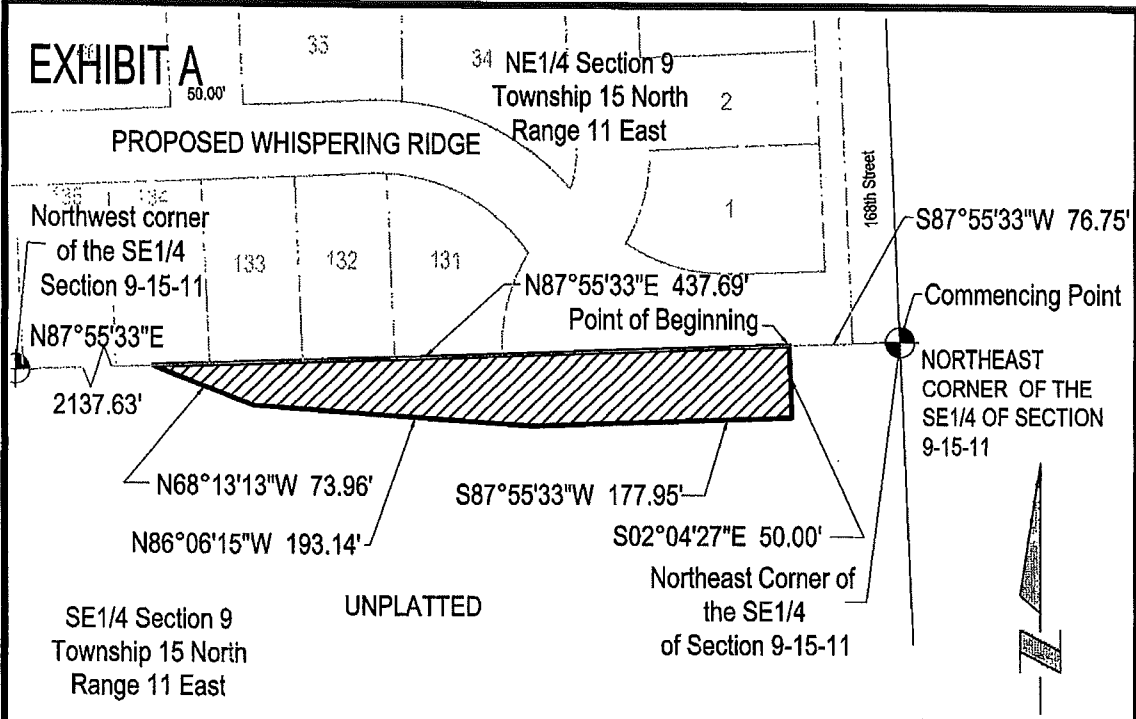 EXHIBIT A
50.00'
33
34
NE1/4 Section 9
Township 15 North
Range 11 East
2
PROPOSED WHISPERING RIDGE
1
168th Street
S87°55'33"W 76.75'
134
Northwest corner
of the SE1/4
Section 9-15-11
133
132
131
N87°55'33"E 437.69'
Point of Beginning
Commencing Point
N87°55'33"E
2137.63'
NORTHEAST
CORNER OF THE
SE1/4 OF SECTION
9-15-11
N68°13'13"W 73.96'
S87°55'33"W 177.95'
N86°06'15"W 193.14'
S02°04'27"E 50.00'
Northeast Corner of
the SE1/4
of Section 9-15-11
UNPLATTED
SE1/4 Section 9
Township 15 North
Range 11 East
N